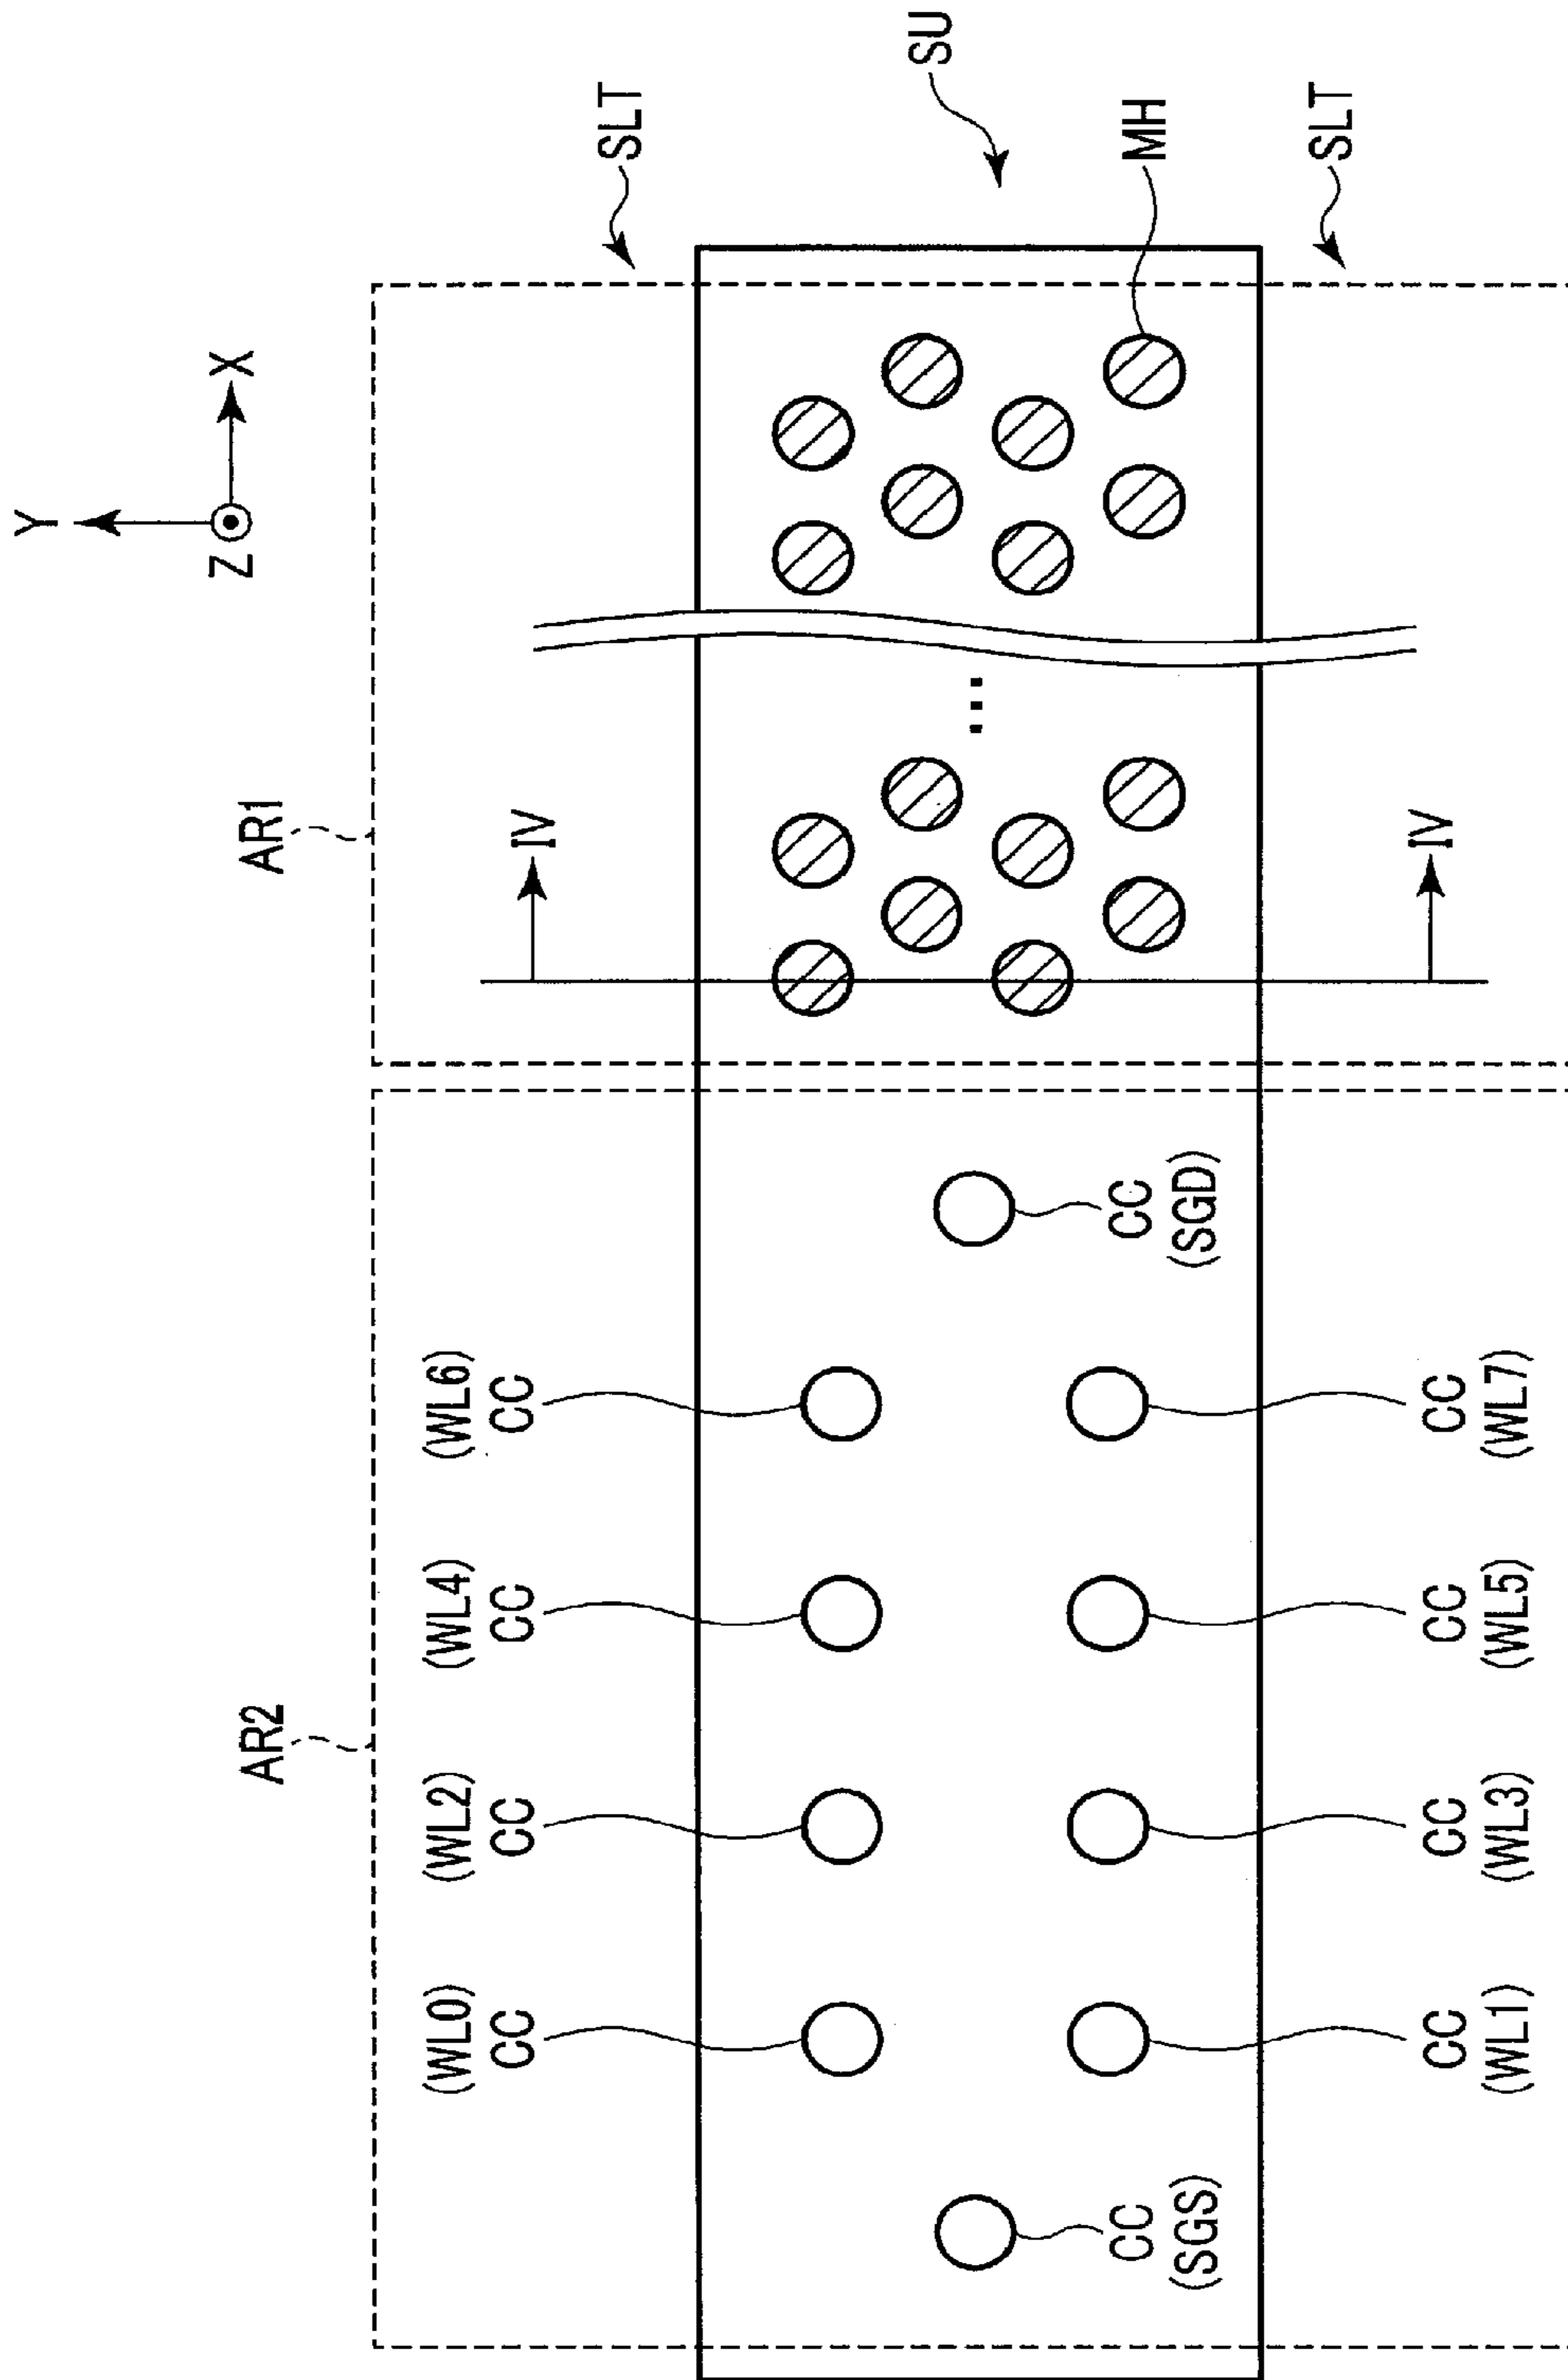 Y
Z X
AR2 AR1
(WL0) (WL2) (WL4) (WL6)
CC CC CC CC
IV
SLT
SU
...
CC CC MH
(SGS) (SGD)
SLT
IV
CC CC CC CC
(WL1) (WL3) (WL5) (WL7)